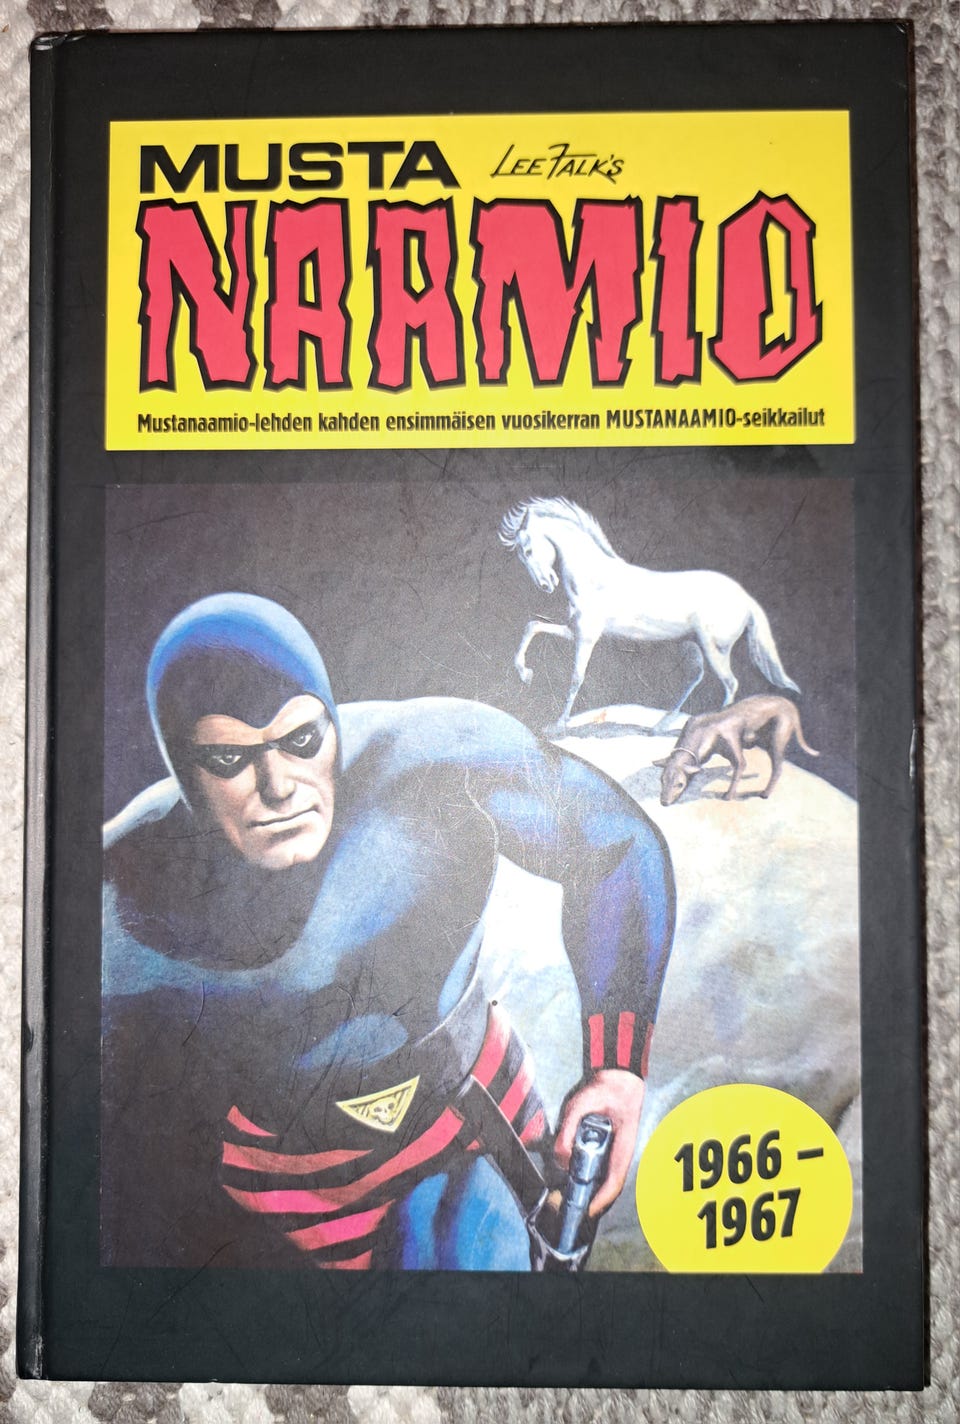 MUSTA
LEE FALK'S
NAAMIO
Mustanaamio-lehden kahden ensimmäisen vuosikerran MUSTANAAMIO-seikkailut
1966 –
1967